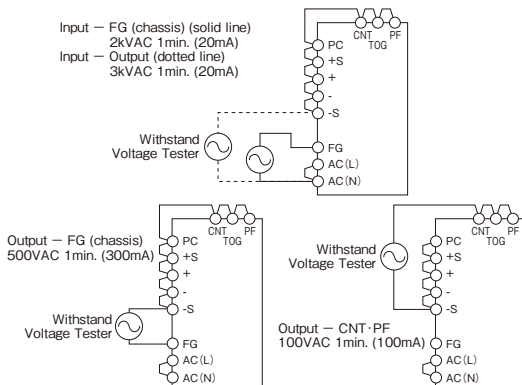 Input － FG (chassis) (solid line)
2kVAC 1min. (20mA)
Input － Output (dotted line)
3kVAC 1min. (20mA)
CNT PF
TOG
PC
+S
+
-
-S
Withstand
Voltage Tester
FG
AC(L)
AC(N)
Output － FG (chassis)
500VAC 1min. (300mA)
CNT PF
TOG
PC
+S
+
-
-S
Withstand
Voltage Tester
FG
AC(L)
AC(N)
Withstand
Voltage Tester
CNT PF
TOG
PC
+S
+
-
-S
Output － CNT･PF
100VAC 1min. (100mA)
FG
AC(L)
AC(N)